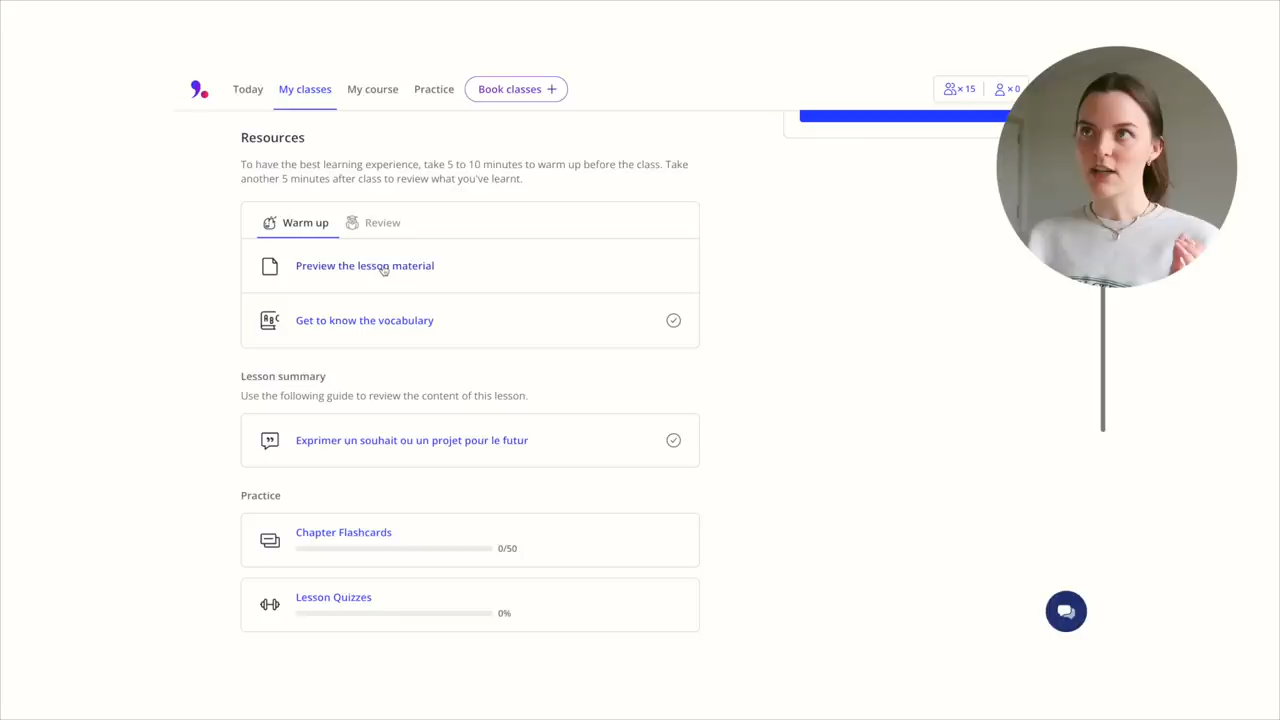 Today
My classes
My course
Practice
Book classes +
× 15
× 0
Resources
To have the best learning experience, take 5 to 10 minutes to warm up before the class. Take
another 5 minutes after class to review what you've learnt.
Warm up
Review
Preview the lesson material
Get to know the vocabulary
Lesson summary
Use the following guide to review the content of this lesson.
Exprimer un souhait ou un projet pour le futur
Practice
Chapter Flashcards
0/50
Lesson Quizzes
0%